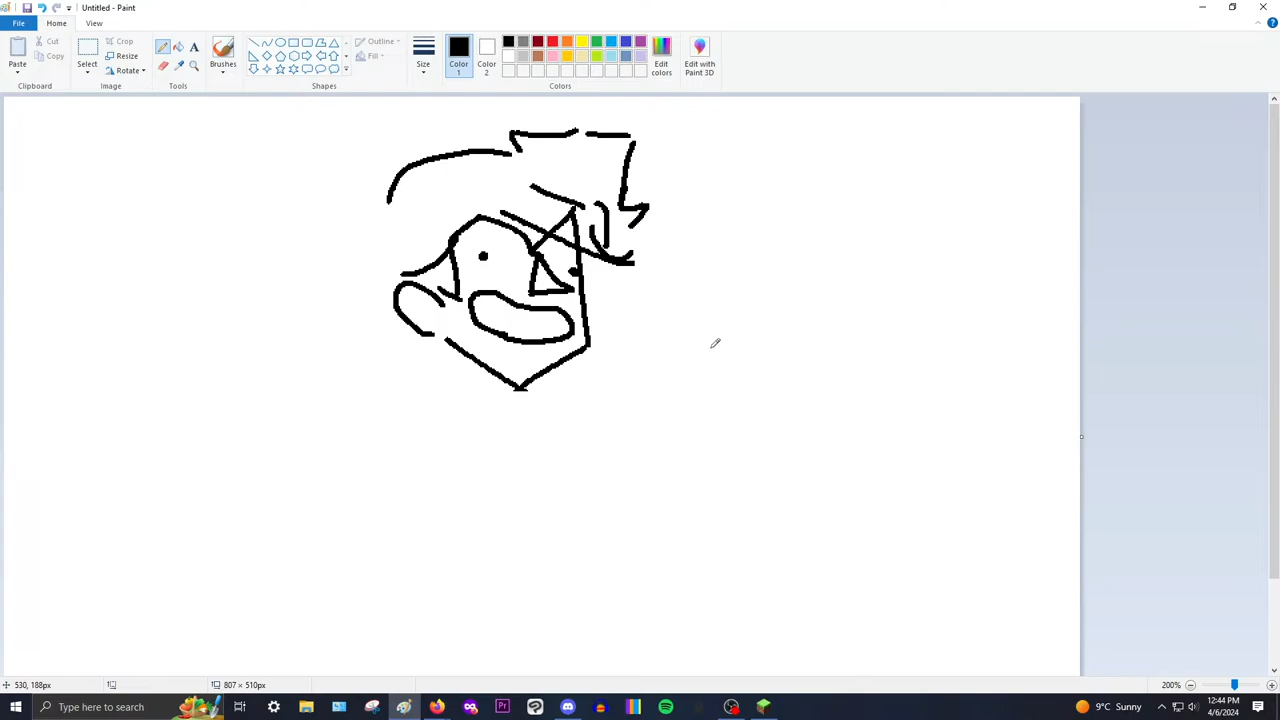 Untitled - Paint
File Home View
Paste
Cut
Copy
Clipboard
Select
Crop
Resize
Rotate
Image
A
Tools
Brushes
Outline
Fill
Shapes
Size
Color 1
Color 2
Edit colors
Colors
Edit with Paint 3D
530, 188px
807 × 510px
200%
Type here to search
Pr
9°C Sunny
12:44 PM
4/6/2024